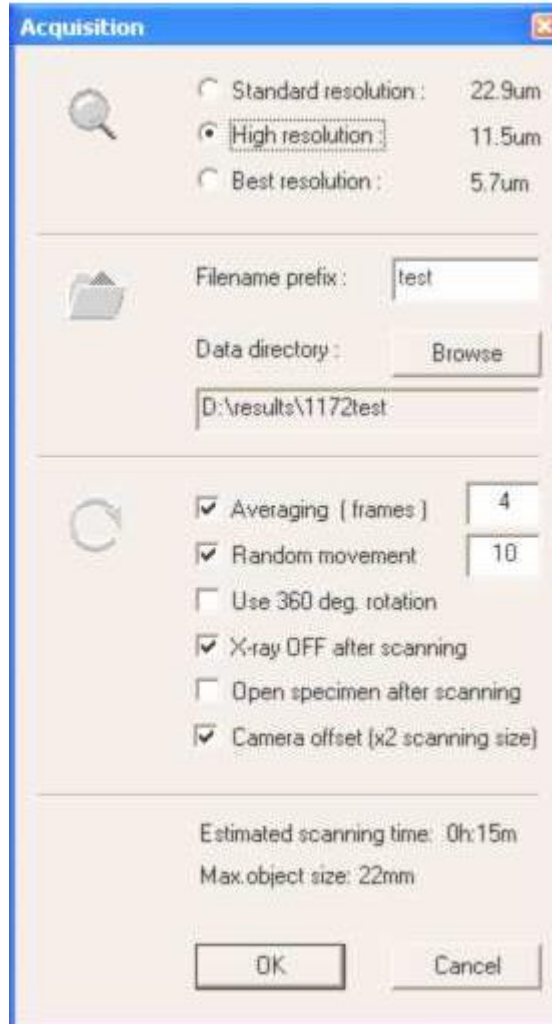 Acquisition
Standard resolution : 22.9um
High resolution : 11.5um
Best resolution : 5.7um
Filename prefix : test
Data directory : Browse
D:\results\1172test
Averaging ( frames ) 4
Random movement 10
Use 360 deg. rotation
X-ray OFF after scanning
Open specimen after scanning
Camera offset (x2 scanning size)
Estimated scanning time: 0h:15m
Max.object size: 22mm
OK Cancel